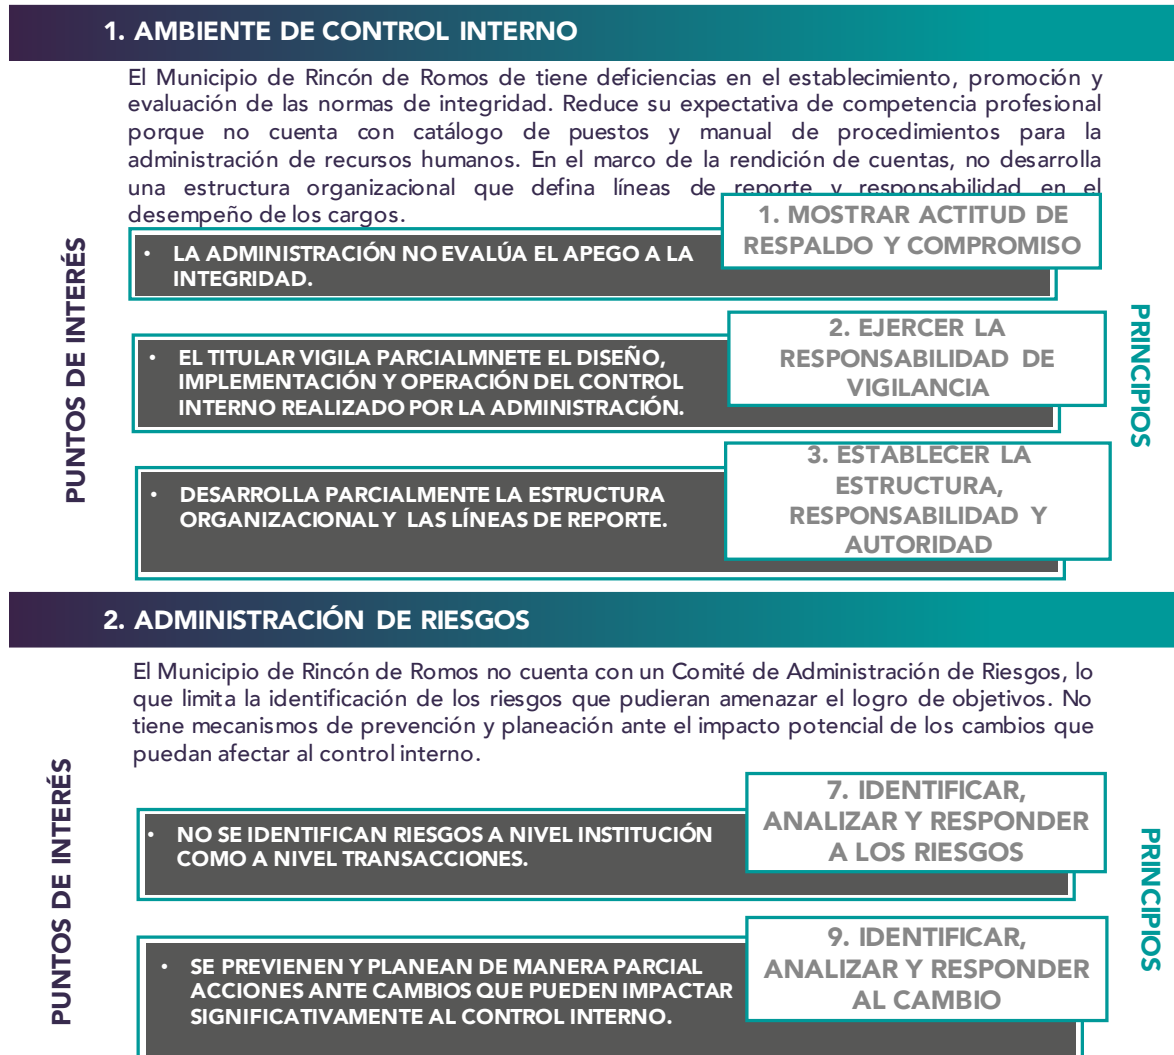 1. AMBIENTE DE CONTROL INTERNO
El Municipio de Rincón de Romos de tiene deficiencias en el establecimiento, promoción y
evaluación de las normas de integridad. Reduce su expectativa de competencia profesional
porque no cuenta con catálogo de puestos y manual de procedimientos para la
administración de recursos humanos. En el marco de la rendición de cuentas, no desarrolla
una estructura organizacional que defina líneas de reporte y responsabilidad en el
desempeño de los cargos.
PUNTOS DE INTERÉS
• LA ADMINISTRACIÓN NO EVALÚA EL APEGO A LA
INTEGRIDAD.
1. MOSTRAR ACTITUD DE
RESPALDO Y COMPROMISO
• EL TITULAR VIGILA PARCIALMNETE EL DISEÑO,
IMPLEMENTACIÓN Y OPERACIÓN DEL CONTROL
INTERNO REALIZADO POR LA ADMINISTRACIÓN.
2. EJERCER LA
RESPONSABILIDAD DE
VIGILANCIA
• DESARROLLA PARCIALMENTE LA ESTRUCTURA
ORGANIZACIONAL Y LAS LÍNEAS DE REPORTE.
3. ESTABLECER LA
ESTRUCTURA,
RESPONSABILIDAD Y
AUTORIDAD
PRINCIPIOS
2. ADMINISTRACIÓN DE RIESGOS
El Municipio de Rincón de Romos no cuenta con un Comité de Administración de Riesgos, lo
que limita la identificación de los riesgos que pudieran amenazar el logro de objetivos. No
tiene mecanismos de prevención y planeación ante el impacto potencial de los cambios que
puedan afectar al control interno.
PUNTOS DE INTERÉS
• NO SE IDENTIFICAN RIESGOS A NIVEL INSTITUCIÓN
COMO A NIVEL TRANSACCIONES.
7. IDENTIFICAR,
ANALIZAR Y RESPONDER
A LOS RIESGOS
• SE PREVIENEN Y PLANEAN DE MANERA PARCIAL
ACCIONES ANTE CAMBIOS QUE PUEDEN IMPACTAR
SIGNIFICATIVAMENTE AL CONTROL INTERNO.
9. IDENTIFICAR,
ANALIZAR Y RESPONDER
AL CAMBIO
PRINCIPIOS